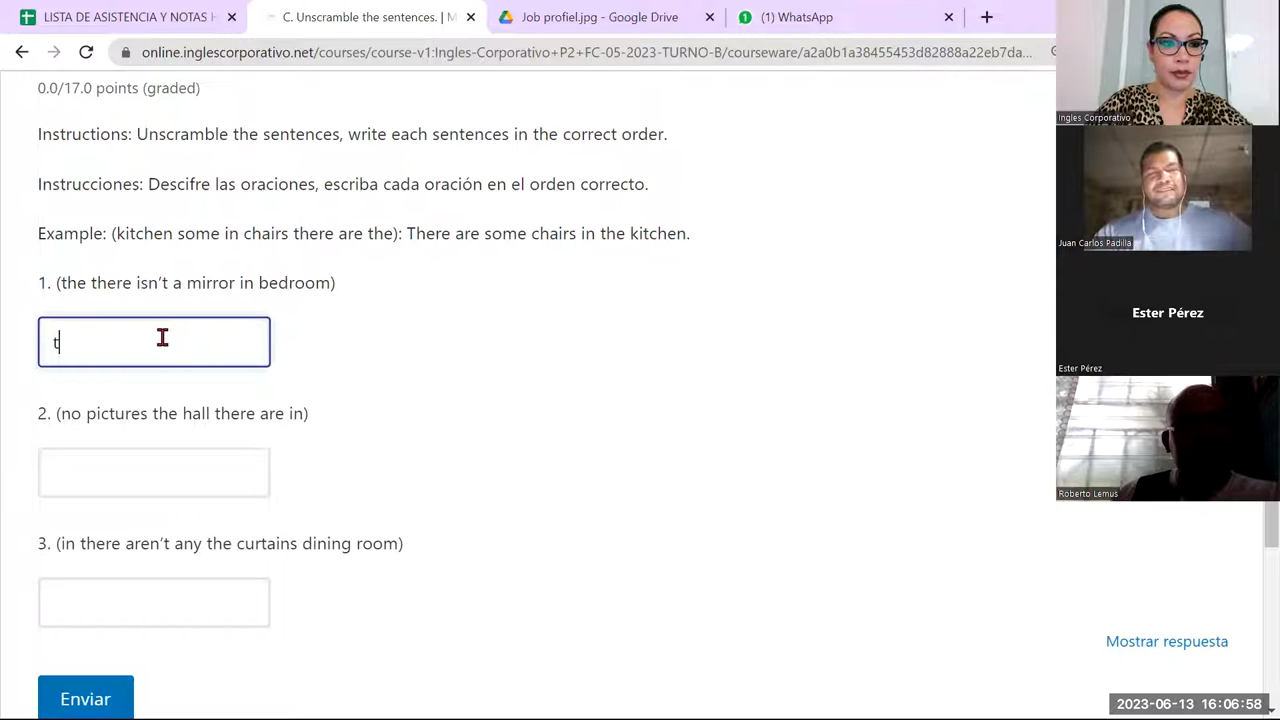 LISTA DE ASISTENCIA Y NOTAS
C. Unscramble the sentences. |
Job profiel.jpg - Google Drive
(1) WhatsApp
online.inglescorporativo.net/courses/course-v1:Ingles-Corporativo+P2+FC-05-2023-TURNO-B/courseware/a2a0b1a38455453d82888a22eb7da...
0.0/17.0 points (graded)
Instructions: Unscramble the sentences, write each sentences in the correct order.
Instrucciones: Descifre las oraciones, escriba cada oración en el orden correcto.
Example: (kitchen some in chairs there are the): There are some chairs in the kitchen.
1. (the there isn’t a mirror in bedroom)
t
2. (no pictures the hall there are in)
3. (in there aren’t any the curtains dining room)
Mostrar respuesta
Enviar
Ingles Corporativo
Juan Carlos Padilla
Ester Pérez
Ester Pérez
Roberto Lemus
2023-06-13 16:06:58